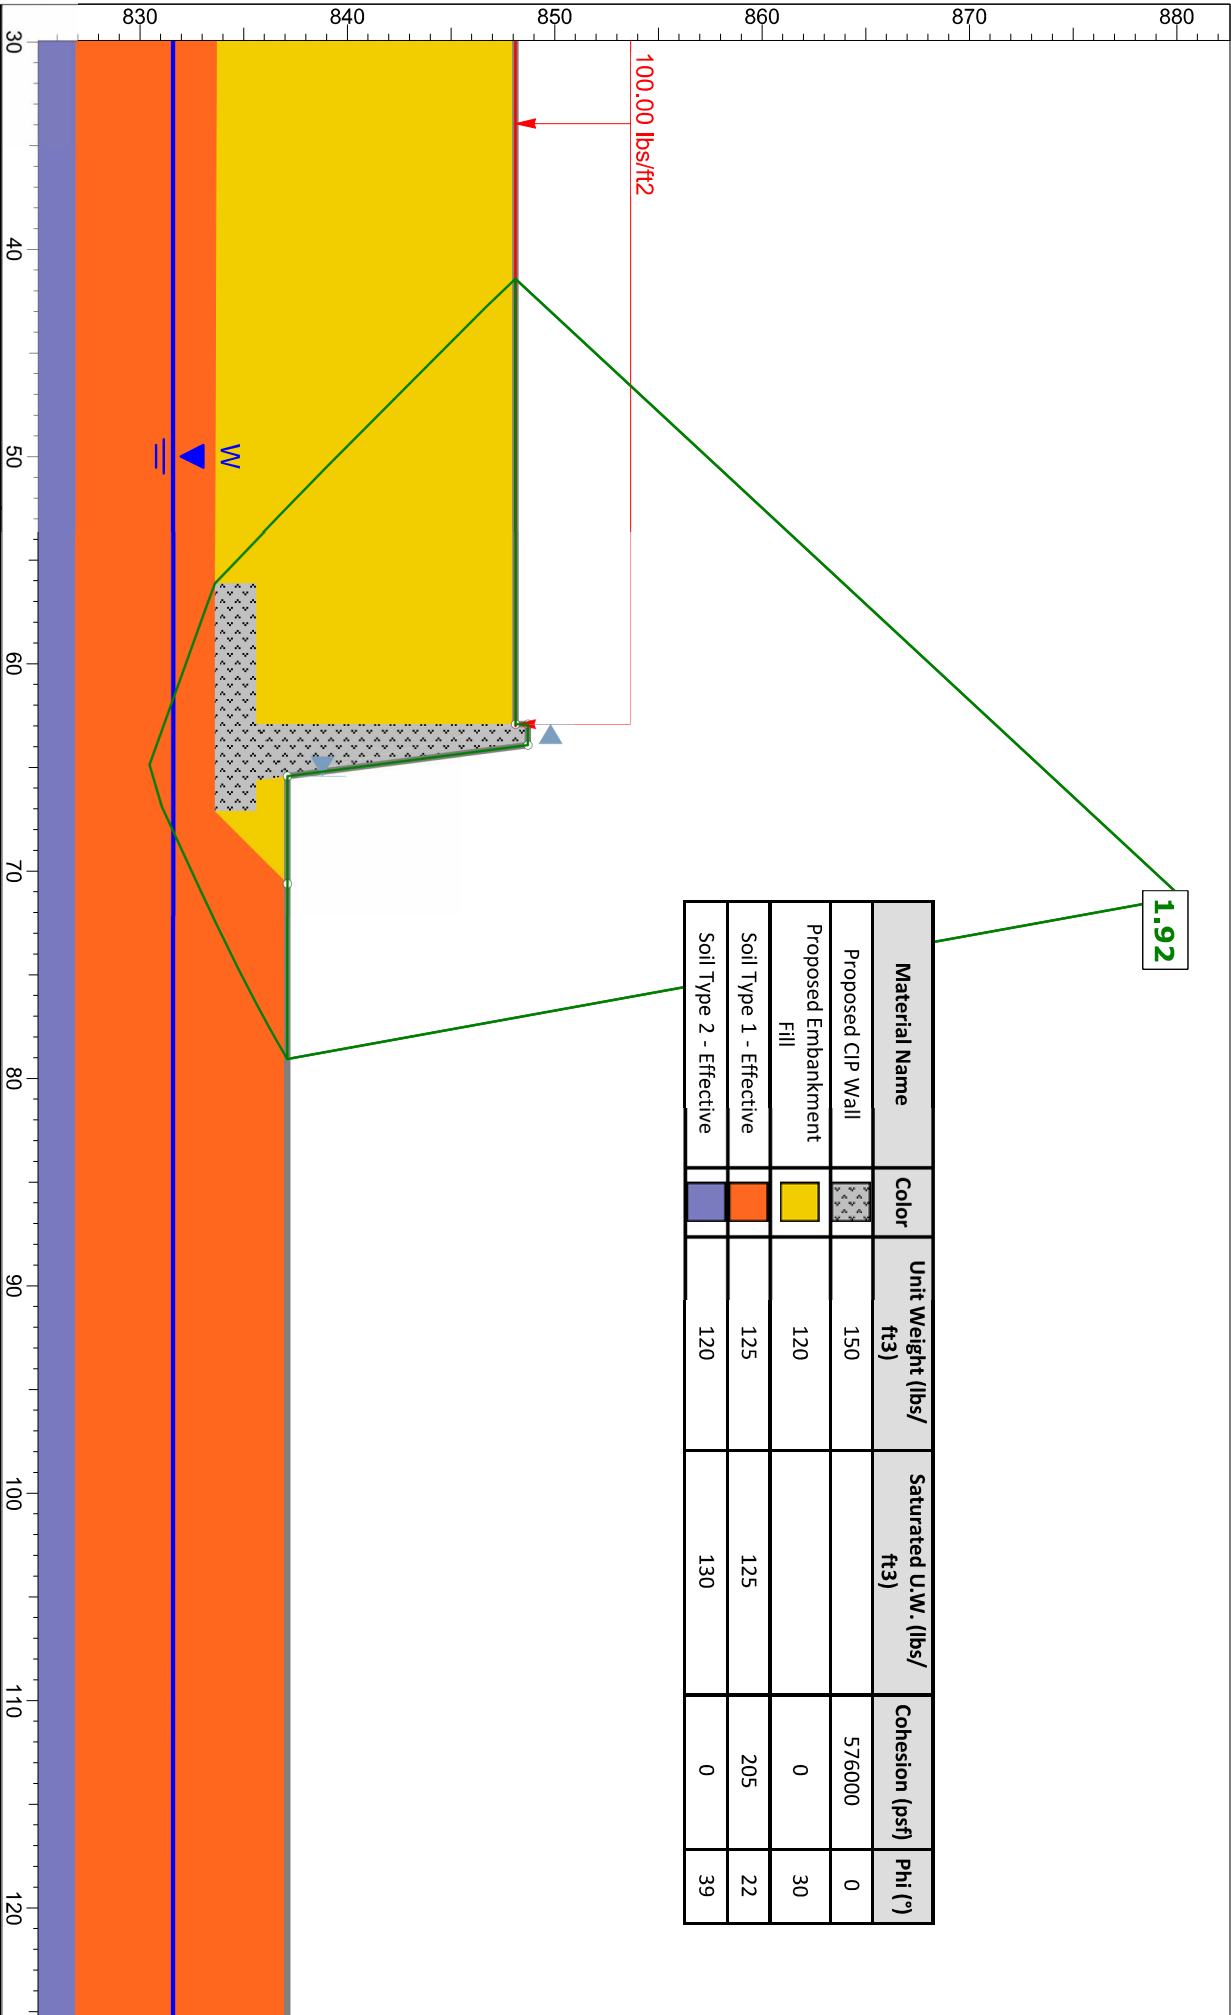 830
840
850
860
870
880
30
40
50
60
70
80
90
100
110
120
100.00 lbs/ft2
W
1.92
Material Name Color Unit Weight (lbs/ Saturated U.W. (lbs/ Cohesion (psf) Phi (°)
ft3) ft3)
Proposed CIP Wall 150 576000 0
Proposed Embankment
Fill 120 0 30
Soil Type 1 - Effective 125 125 205 22
Soil Type 2 - Effective 120 130 0 39